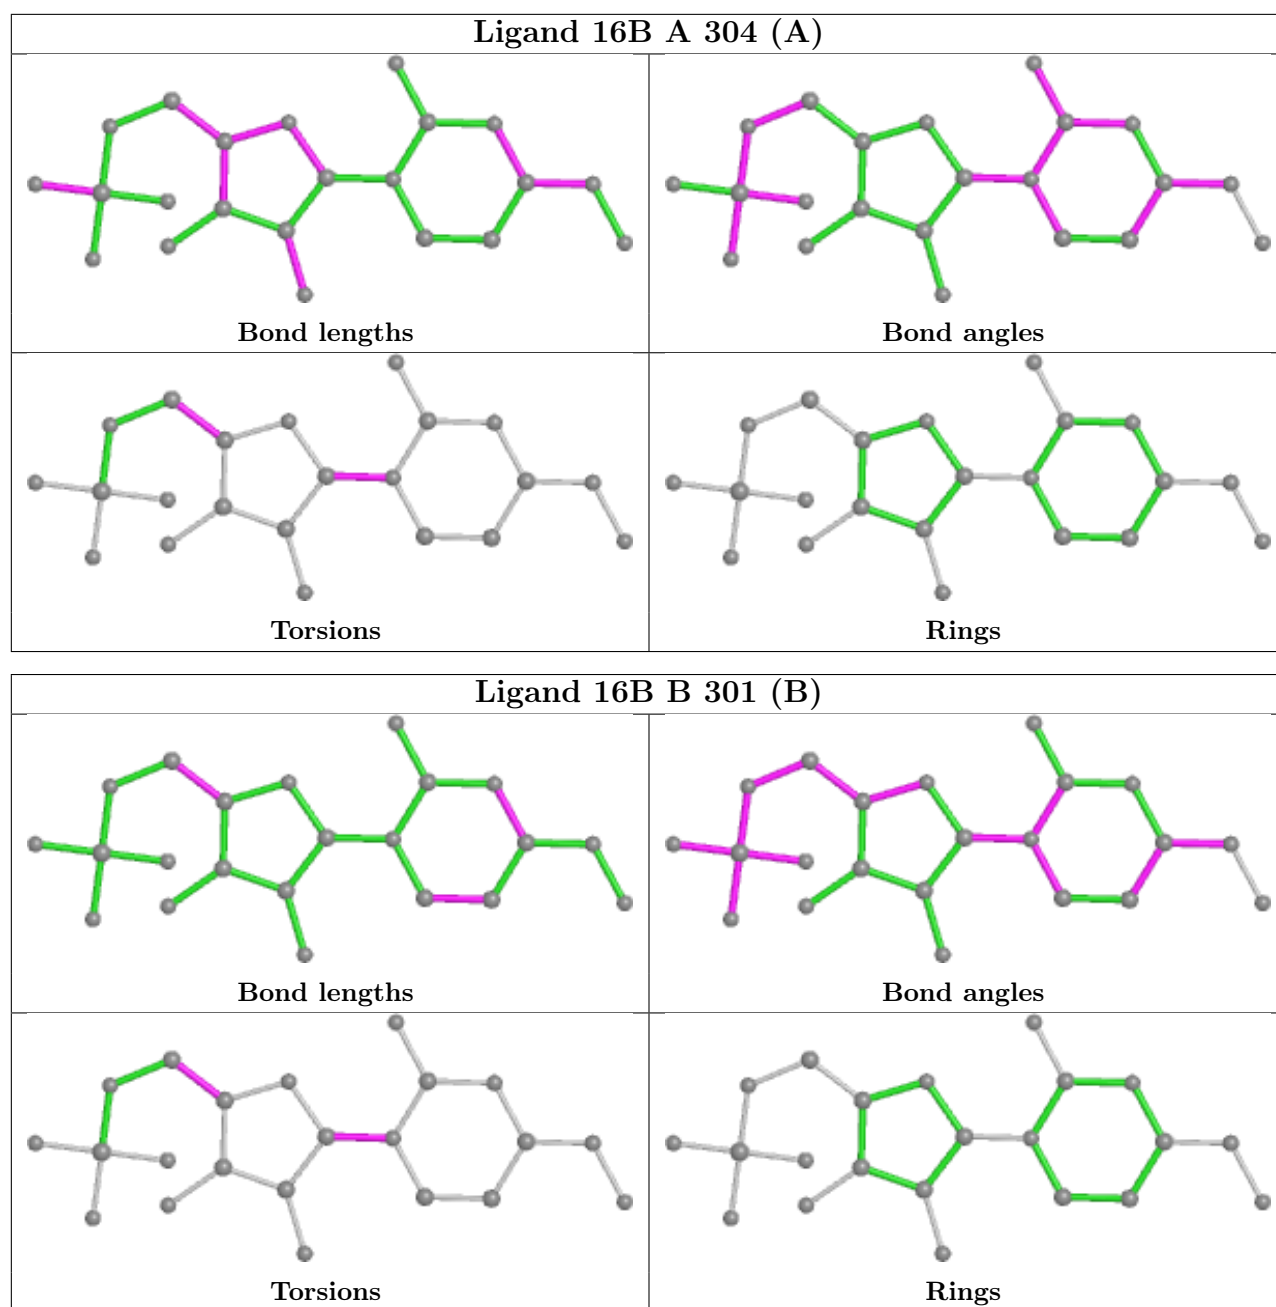 Ligand 16B A 304 (A)
Bond lengths
Bond angles
Torsions
Rings
Ligand 16B B 301 (B)
Bond lengths
Bond angles
Torsions
Rings